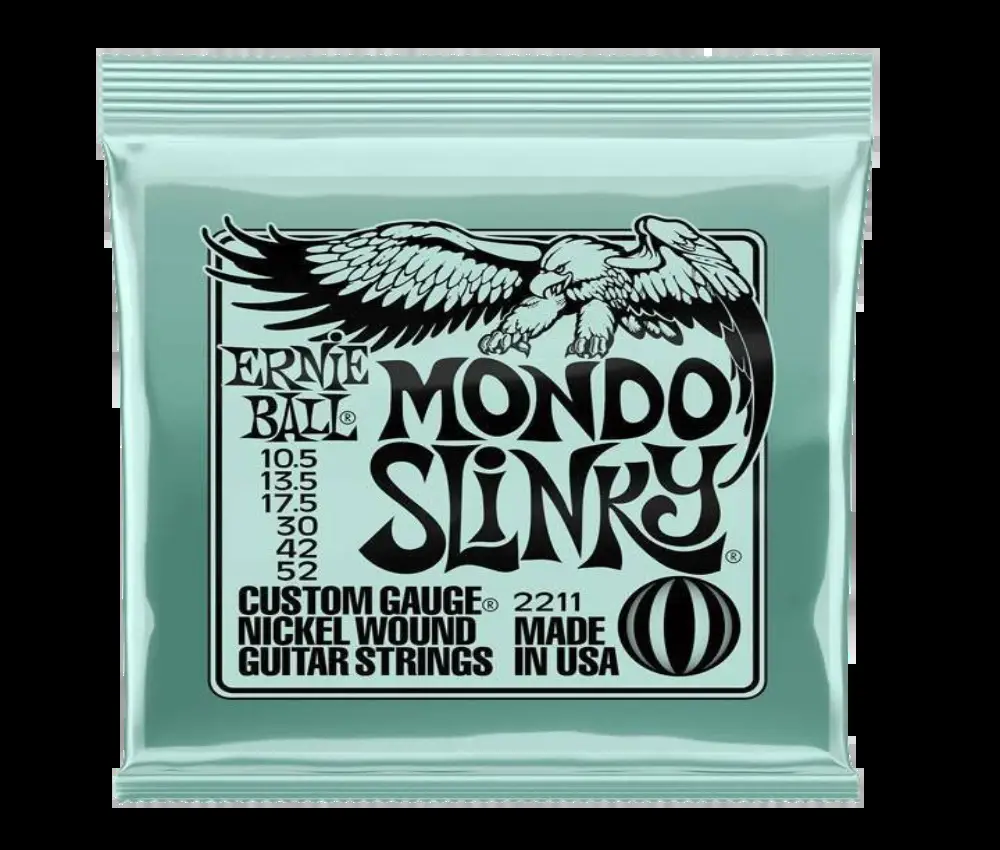 ERNIE
BALL®
MONDO
SLINKY®
10.5
13.5
17.5
30
42
52
CUSTOM GAUGE®
NICKEL WOUND
GUITAR STRINGS
2211
MADE
IN USA